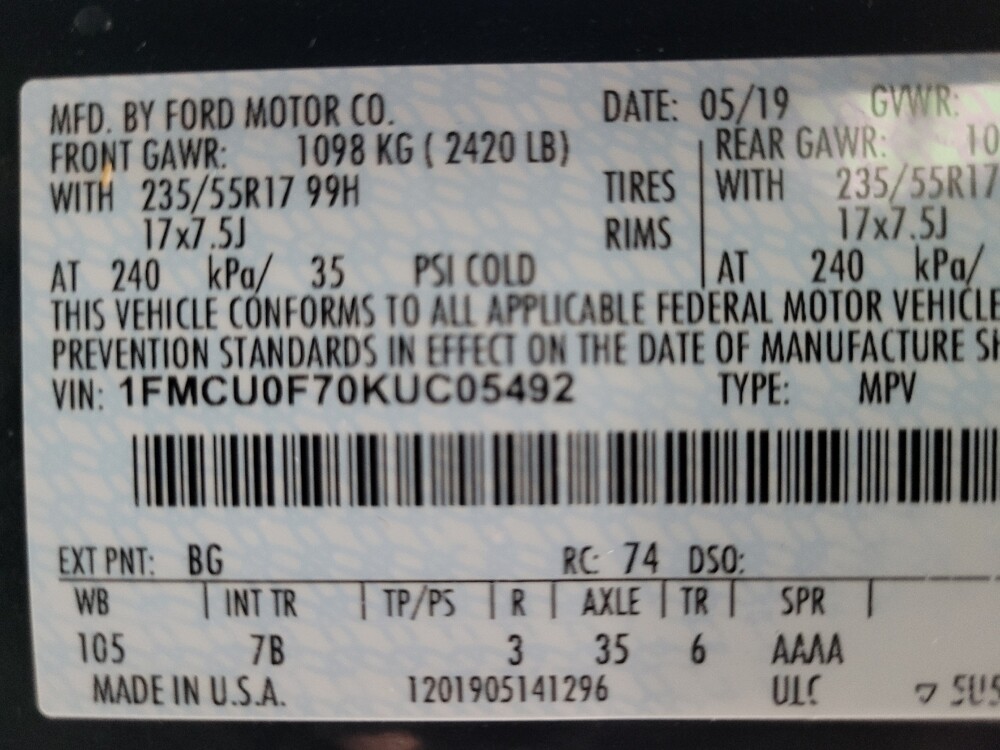 MFD. BY FORD MOTOR CO. DATE: 05/19 GVWR:
FRONT GAWR: 1098 KG ( 2420 LB) REAR GAWR: 10
WITH 235/55R17 99H TIRES WITH 235/55R17
17x7.5J RIMS 17x7.5J
AT 240 kPa/ 35 PSI COLD AT 240 kPa/
THIS VEHICLE CONFORMS TO ALL APPLICABLE FEDERAL MOTOR VEHICLE
PREVENTION STANDARDS IN EFFECT ON THE DATE OF MANUFACTURE SH
VIN: 1FMCU0F70KUC05492 TYPE: MPV
EXT PNT: BG RC: 74 DSO:
WB INT TR TP/PS R AXLE TR SPR
105 7B 3 35 6 AAAA
MADE IN U.S.A. 1201905141296